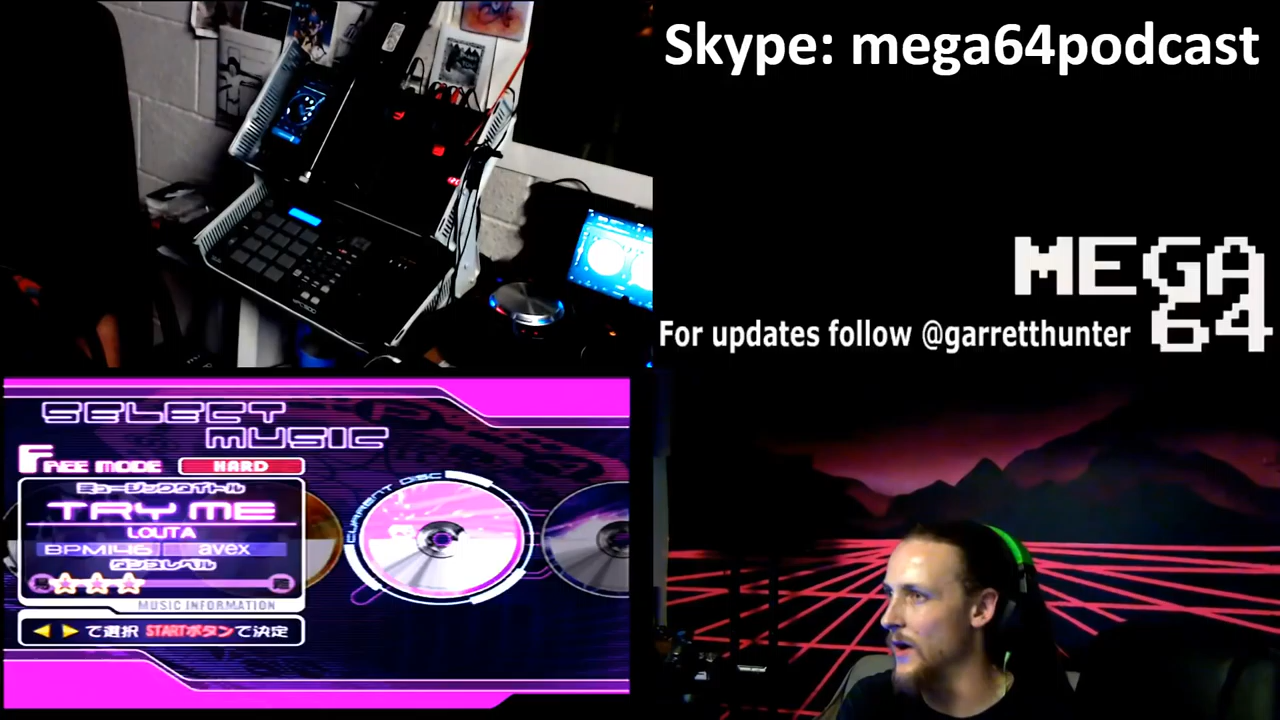 Skype: mega64podcast
MEGA
64
For updates follow @garretthunter
SELECT
MUSIC
FREE MODE
HARD
ミュージックタイトル
TRY ME
LOUTA
BPM146 avex
ダンスレベル
MUSIC INFORMATION
CURRENT DISC
◀ ▶ で選択 STARTボタンで決定